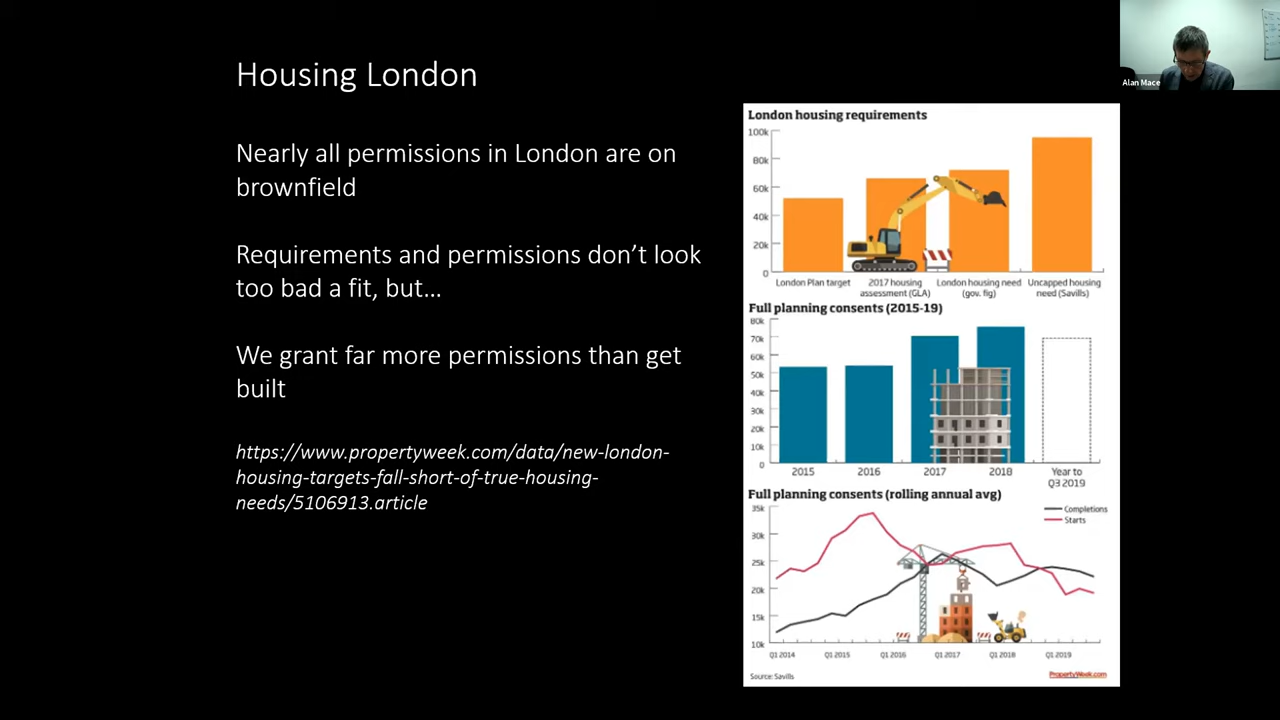 Housing London
Nearly all permissions in London are on
brownfield
Requirements and permissions don't look
too bad a fit, but...
We grant far more permissions than get
built
https://www.propertyweek.com/data/new-london-
housing-targets-fall-short-of-true-housing-
needs/5106913.article
Alan Mace
London housing requirements
100k
80k
60k
40k
20k
0
London Plan target
2017 housing
assessment (GLA)
London housing need
(gov. fig)
Uncapped housing
need (Savills)
Full planning consents (2015-19)
80k
70k
60k
50k
40k
30k
20k
10k
0
2015
2016
2017
2018
Year to
Q3 2019
Full planning consents (rolling annual avg)
Completions
Starts
35k
30k
25k
20k
15k
10k
Q1 2014
Q1 2015
Q1 2016
Q1 2017
Q1 2018
Q1 2019
Source: Savills
PropertyWeek.com